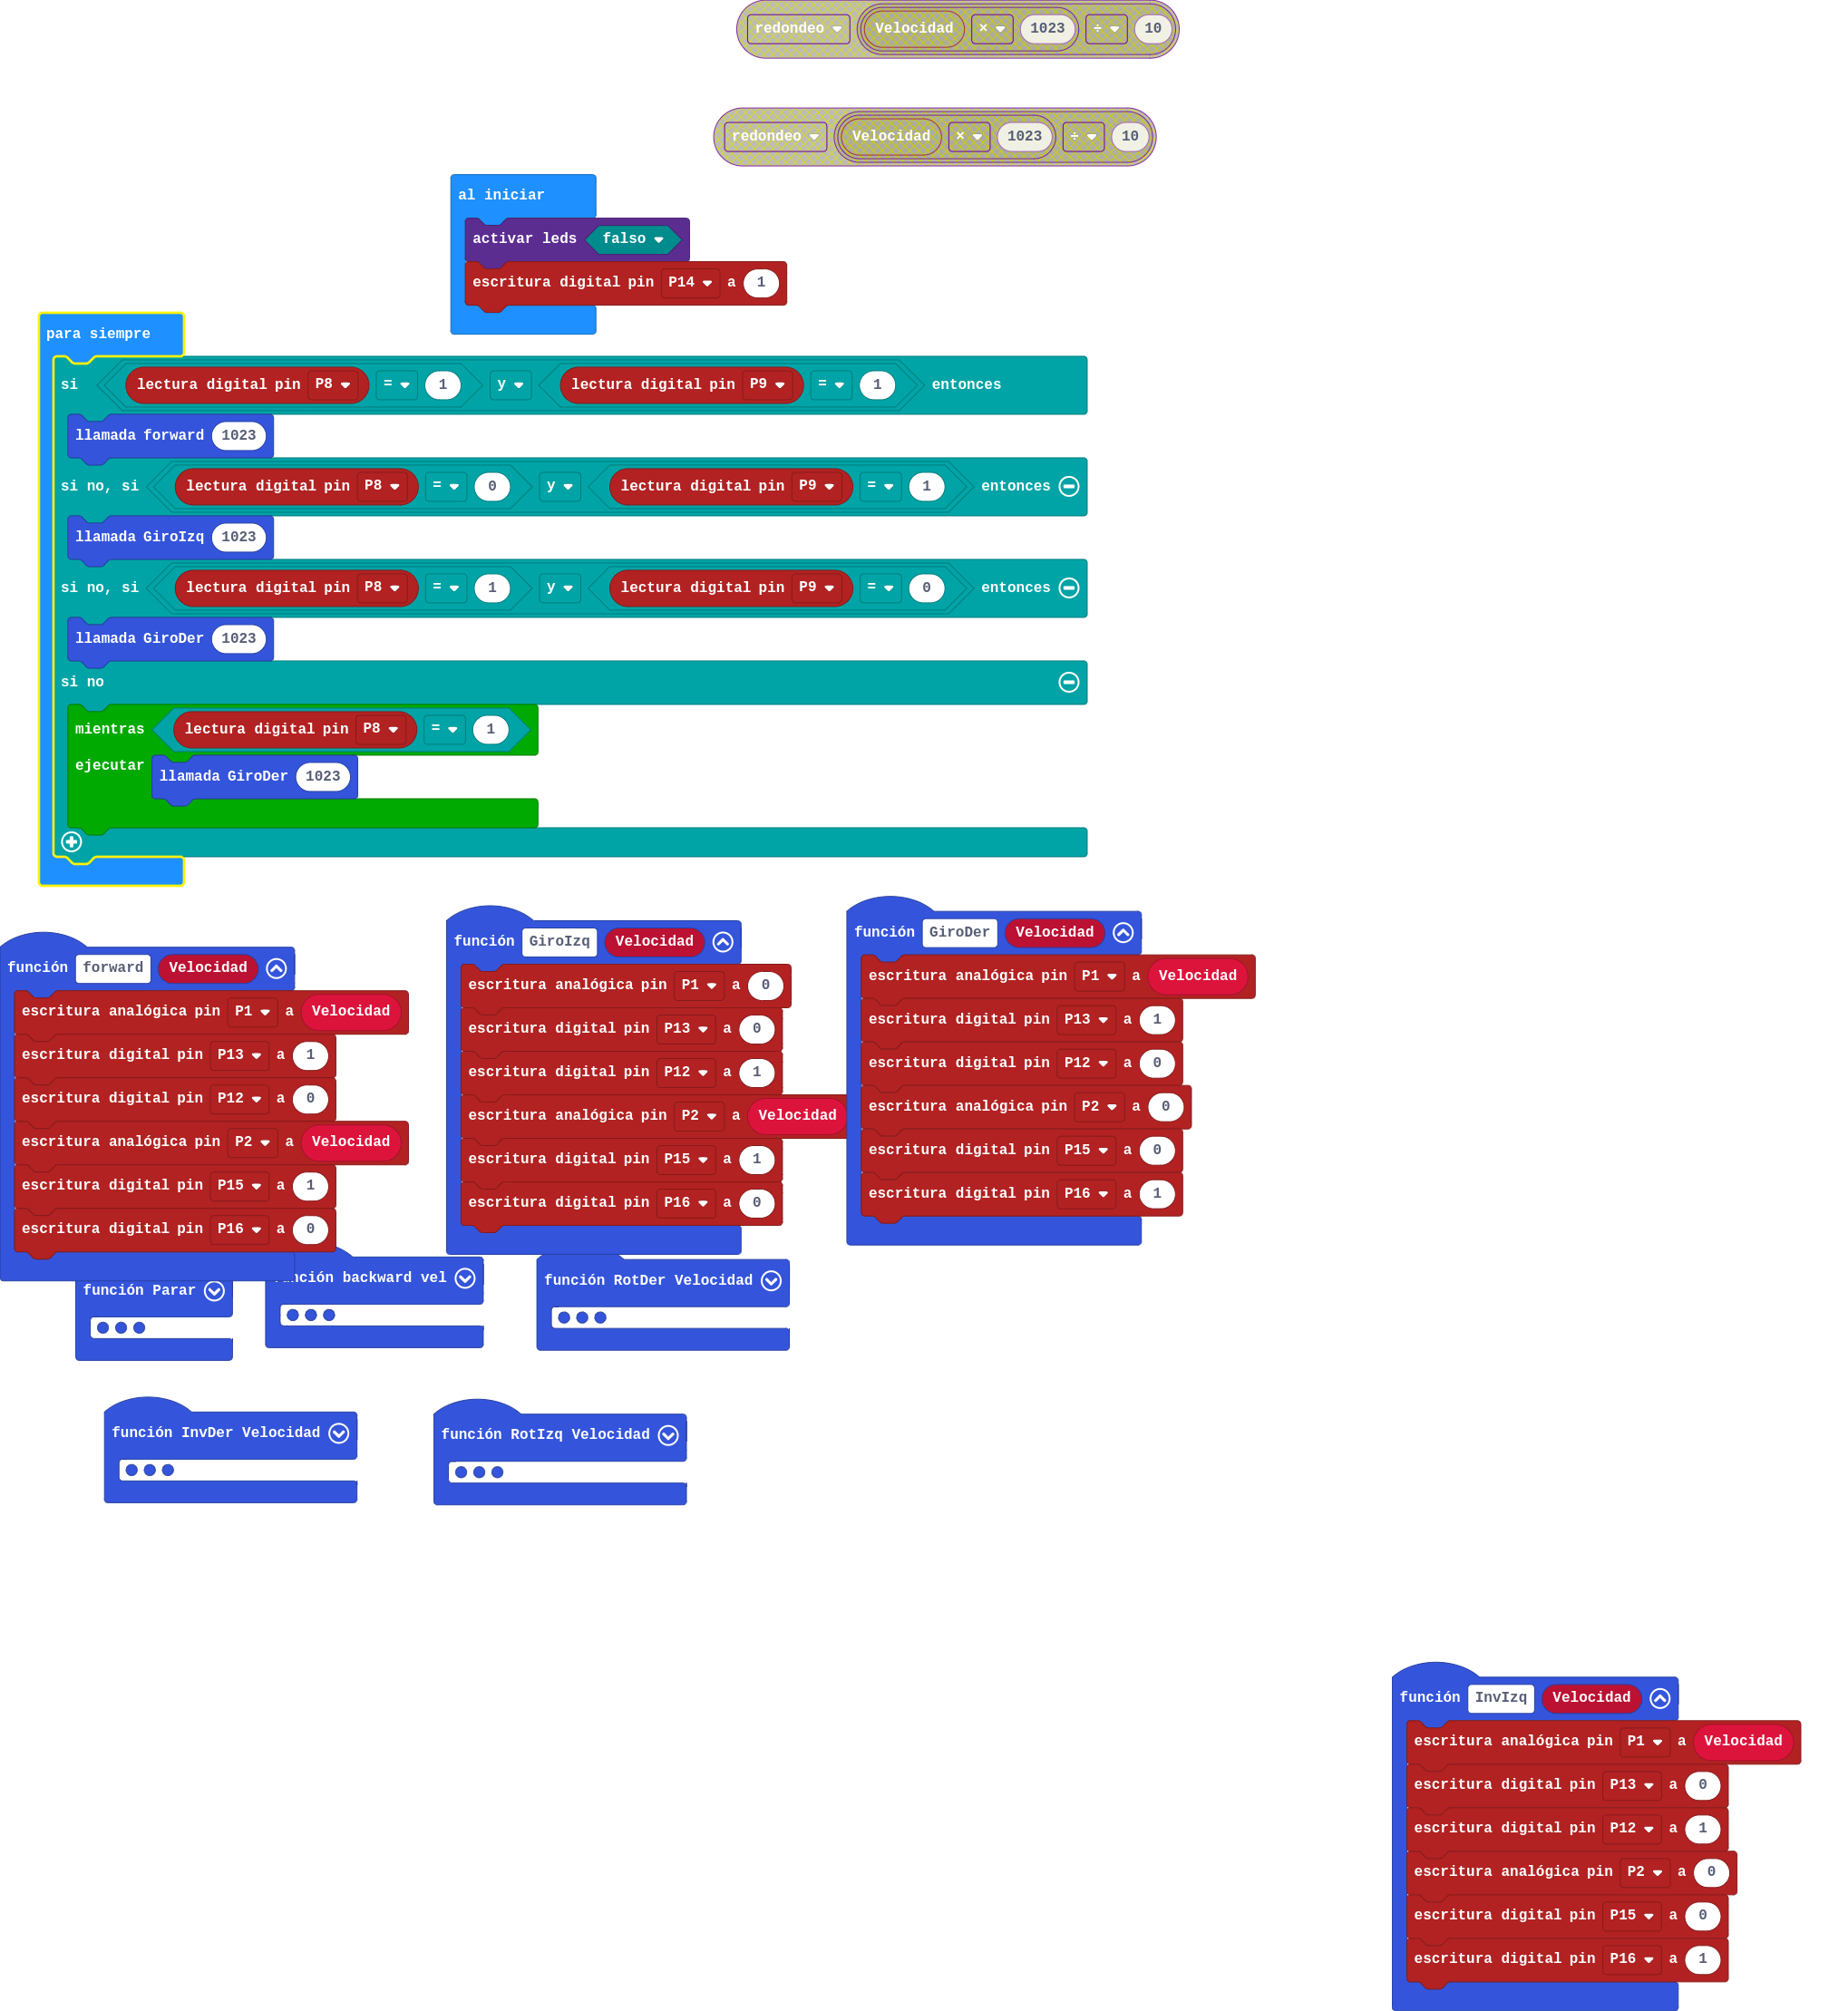 redondeo Velocidad × 1023 ÷ 10
redondeo Velocidad × 1023 ÷ 10
al iniciar
activar leds falso
escritura digital pin P14 a 1
para siempre
si lectura digital pin P8 = 1 y lectura digital pin P9 = 1 entonces
llamada forward 1023
si no, si lectura digital pin P8 = 0 y lectura digital pin P9 = 1 entonces
llamada GiroIzq 1023
si no, si lectura digital pin P8 = 1 y lectura digital pin P9 = 0 entonces
llamada GiroDer 1023
si no
mientras lectura digital pin P8 = 1
ejecutar llamada GiroDer 1023
función forward Velocidad
escritura analógica pin P1 a Velocidad
escritura digital pin P13 a 1
escritura digital pin P12 a 0
escritura analógica pin P2 a Velocidad
escritura digital pin P15 a 1
escritura digital pin P16 a 0
función GiroIzq Velocidad
escritura analógica pin P1 a 0
escritura digital pin P13 a 0
escritura digital pin P12 a 1
escritura analógica pin P2 a Velocidad
escritura digital pin P15 a 1
escritura digital pin P16 a 0
función GiroDer Velocidad
escritura analógica pin P1 a Velocidad
escritura digital pin P13 a 1
escritura digital pin P12 a 0
escritura analógica pin P2 a 0
escritura digital pin P15 a 0
escritura digital pin P16 a 1
función Parar
función backward vel
función RotDer Velocidad
función InvDer Velocidad
función RotIzq Velocidad
función InvIzq Velocidad
escritura analógica pin P1 a Velocidad
escritura digital pin P13 a 0
escritura digital pin P12 a 1
escritura analógica pin P2 a 0
escritura digital pin P15 a 0
escritura digital pin P16 a 1